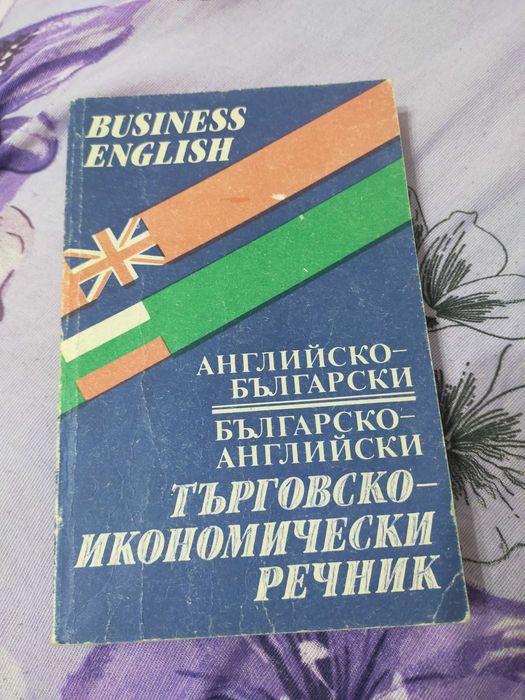 BUSINESS
ENGLISH
АНГЛИЙСКО-
БЪЛГАРСКИ
БЪЛГАРСКО-
АНГЛИЙСКИ
ТЪРГОВСКО-
ИКОНОМИЧЕСКИ
РЕЧНИК